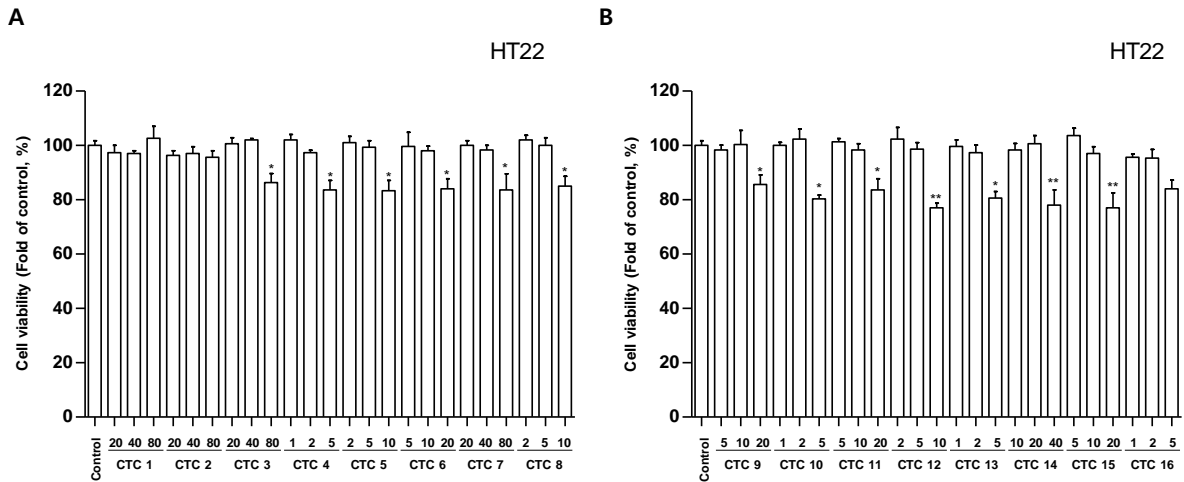 A
HT22
Cell viability (Fold of control, %)
120
100
80
60
40
20
0
* * * * * *
Control 20 40 80 20 40 80 20 40 80 1 2 5 2 5 10 5 10 20 20 40 80 2 5 10
CTC 1 CTC 2 CTC 3 CTC 4 CTC 5 CTC 6 CTC 7 CTC 8
B
HT22
Cell viability (Fold of control, %)
120
100
80
60
40
20
0
* * * ** * ** **
Control 5 10 20 1 2 5 5 10 20 2 5 10 1 2 5 10 20 40 5 10 20 1 2 5
CTC 9 CTC 10 CTC 11 CTC 12 CTC 13 CTC 14 CTC 15 CTC 16